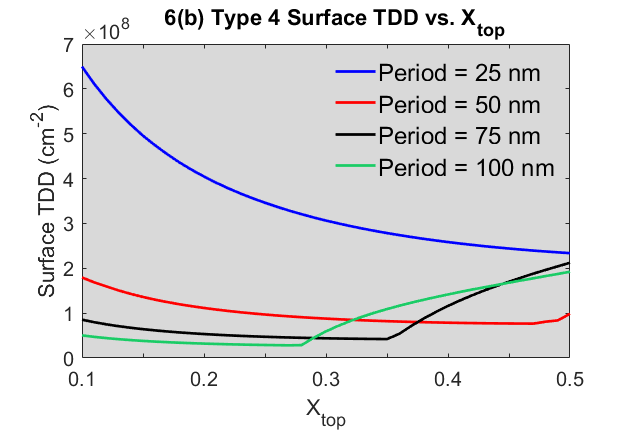 6(b) Type 4 Surface TDD vs. X_top
×10^8
7
6
5
4
3
2
1
0
Surface TDD (cm^-2)
Period = 25 nm
Period = 50 nm
Period = 75 nm
Period = 100 nm
0.1 0.2 0.3 0.4 0.5
X_top